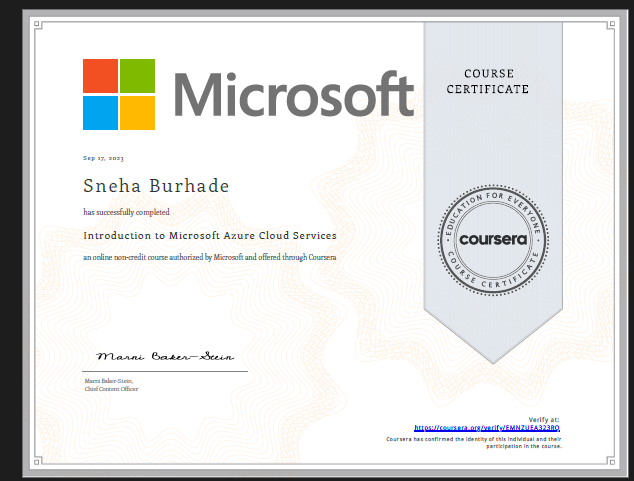 Microsoft
COURSE
CERTIFICATE
Sep 17, 2023
Sneha Burhade
has successfully completed
Introduction to Microsoft Azure Cloud Services
an online non-credit course authorized by Microsoft and offered through Coursera
EDUCATION FOR EVERYONE
coursera
COURSE CERTIFICATE
Marni Baker-Stein
Marni Baker-Stein,
Chief Content Officer
Verify at:
https://coursera.org/verify/EMNZUEA323RQ
Coursera has confirmed the identity of this individual and their
participation in the course.